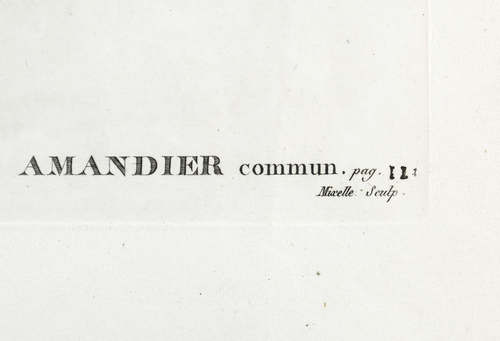 AMANDIER commun. pag.
Mixelle Sculp.